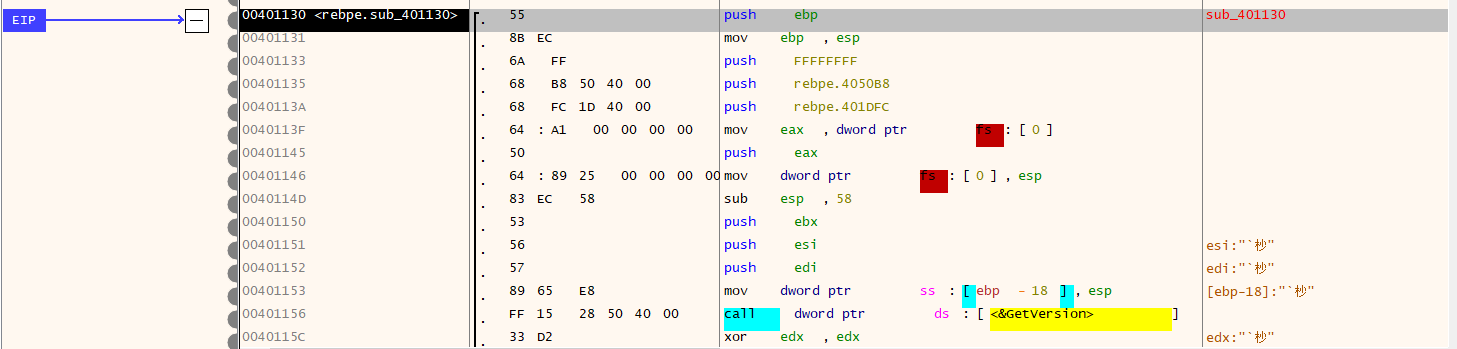 EIP 00401130 <rebpe.sub_401130> 55 push ebp sub_401130
00401131 8B EC mov ebp , esp
00401133 6A FF push FFFFFFFF
00401135 68 B8 50 40 00 push rebpe.4050B8
0040113A 68 FC 1D 40 00 push rebpe.401DFC
0040113F 64 : A1 00 00 00 00 mov eax , dword ptr fs : [ 0 ]
00401145 50 push eax
00401146 64 : 89 25 00 00 00 00 mov dword ptr fs : [ 0 ] , esp
0040114D 83 EC 58 sub esp , 58
00401150 53 push ebx
00401151 56 push esi esi:"`秒"
00401152 57 push edi edi:"`秒"
00401153 89 65 E8 mov dword ptr ss : [ ebp - 18 ] , esp [ebp-18]:"`秒"
00401156 FF 15 28 50 40 00 call dword ptr ds : [ <&GetVersion> ]
0040115C 33 D2 xor edx , edx edx:"`秒"